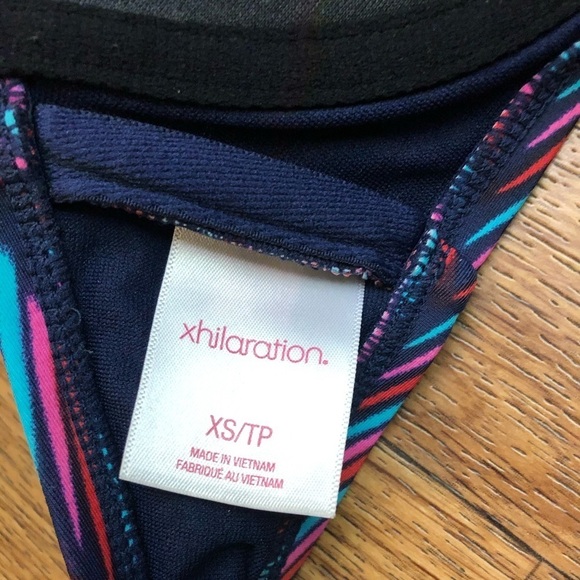 xhilaration.
XS/TP
MADE IN VIETNAM
FABRIQUÉ AU VIETNAM